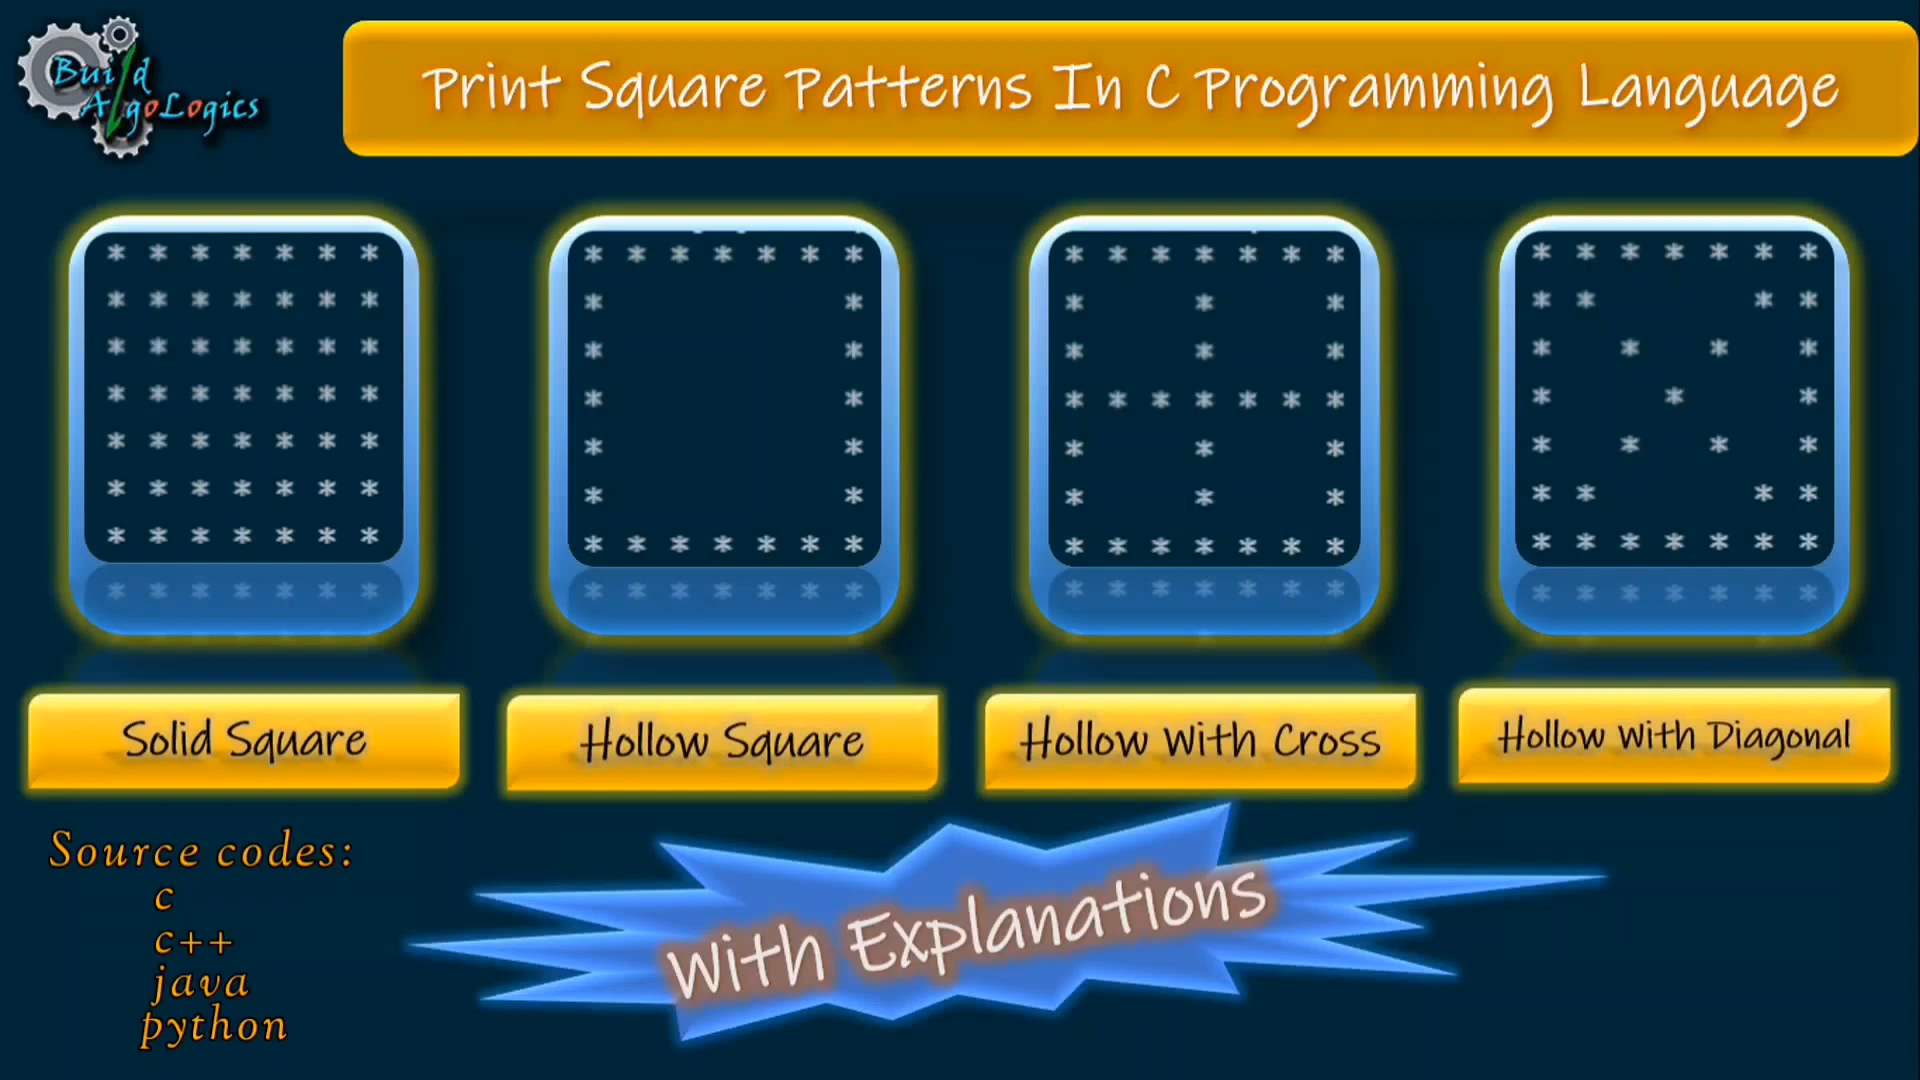 Build
AlgoLogics
Print Square Patterns In C Programming Language
* * * * * * *
* * * * * * *
* * * * * * *
* * * * * * *
* * * * * * *
* * * * * * *
* * * * * * *
Solid Square
* * * * * * *
*           *
*           *
*           *
*           *
*           *
* * * * * * *
Hollow Square
* * * * * * *
*     *     *
*     *     *
* * * * * * *
*     *     *
*     *     *
* * * * * * *
Hollow With Cross
* * * * * * *
* *       * *
*   *   *   *
*     *     *
*   *   *   *
* *       * *
* * * * * * *
Hollow With Diagonal
Source codes:
c
c++
java
python
With Explanations